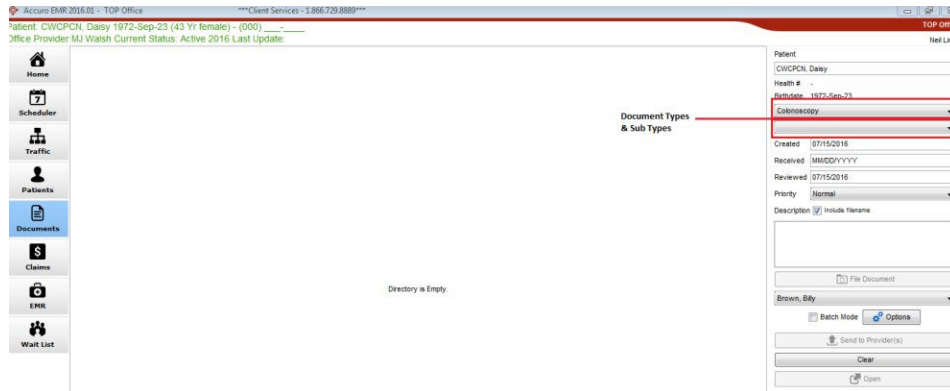 Accuro EMR 2016.01 - TOP Office ***Client Services - 1.866.729.8889***
Patient: CWCPCN, Daisy 1972-Sep-23 (43 Yr female) - (000) ___-____
TOP Off
Office Provider:MJ Walsh Current Status: Active 2016 Last Update:
Neil Li
Home
7
Scheduler
Traffic
Patients
Documents
$
Claims
EMR
Wait List
Document Types
& Sub Types
Directory is Empty.
Patient
CWCPCN, Daisy
Health # -
Birthdate 1972-Sep-23
Colonoscopy
Created 07/15/2016
Received MM/DD/YYYY
Reviewed 07/15/2016
Priority Normal
Description Include filename
File Document
Brown, Billy
Batch Mode Options
Send to Provider(s)
Clear
Open